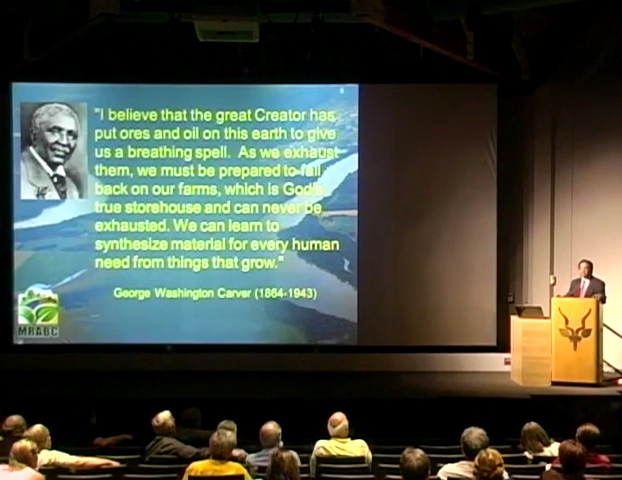 "I believe that the great Creator has
put ores and oil on this earth to give
us a breathing spell.  As we exhaust
them, we must be prepared to fall
back on our farms, which is God's
true storehouse and can never be
exhausted. We can learn to
synthesize material for every human
need from things that grow."
George Washington Carver (1864-1943)
MRABC